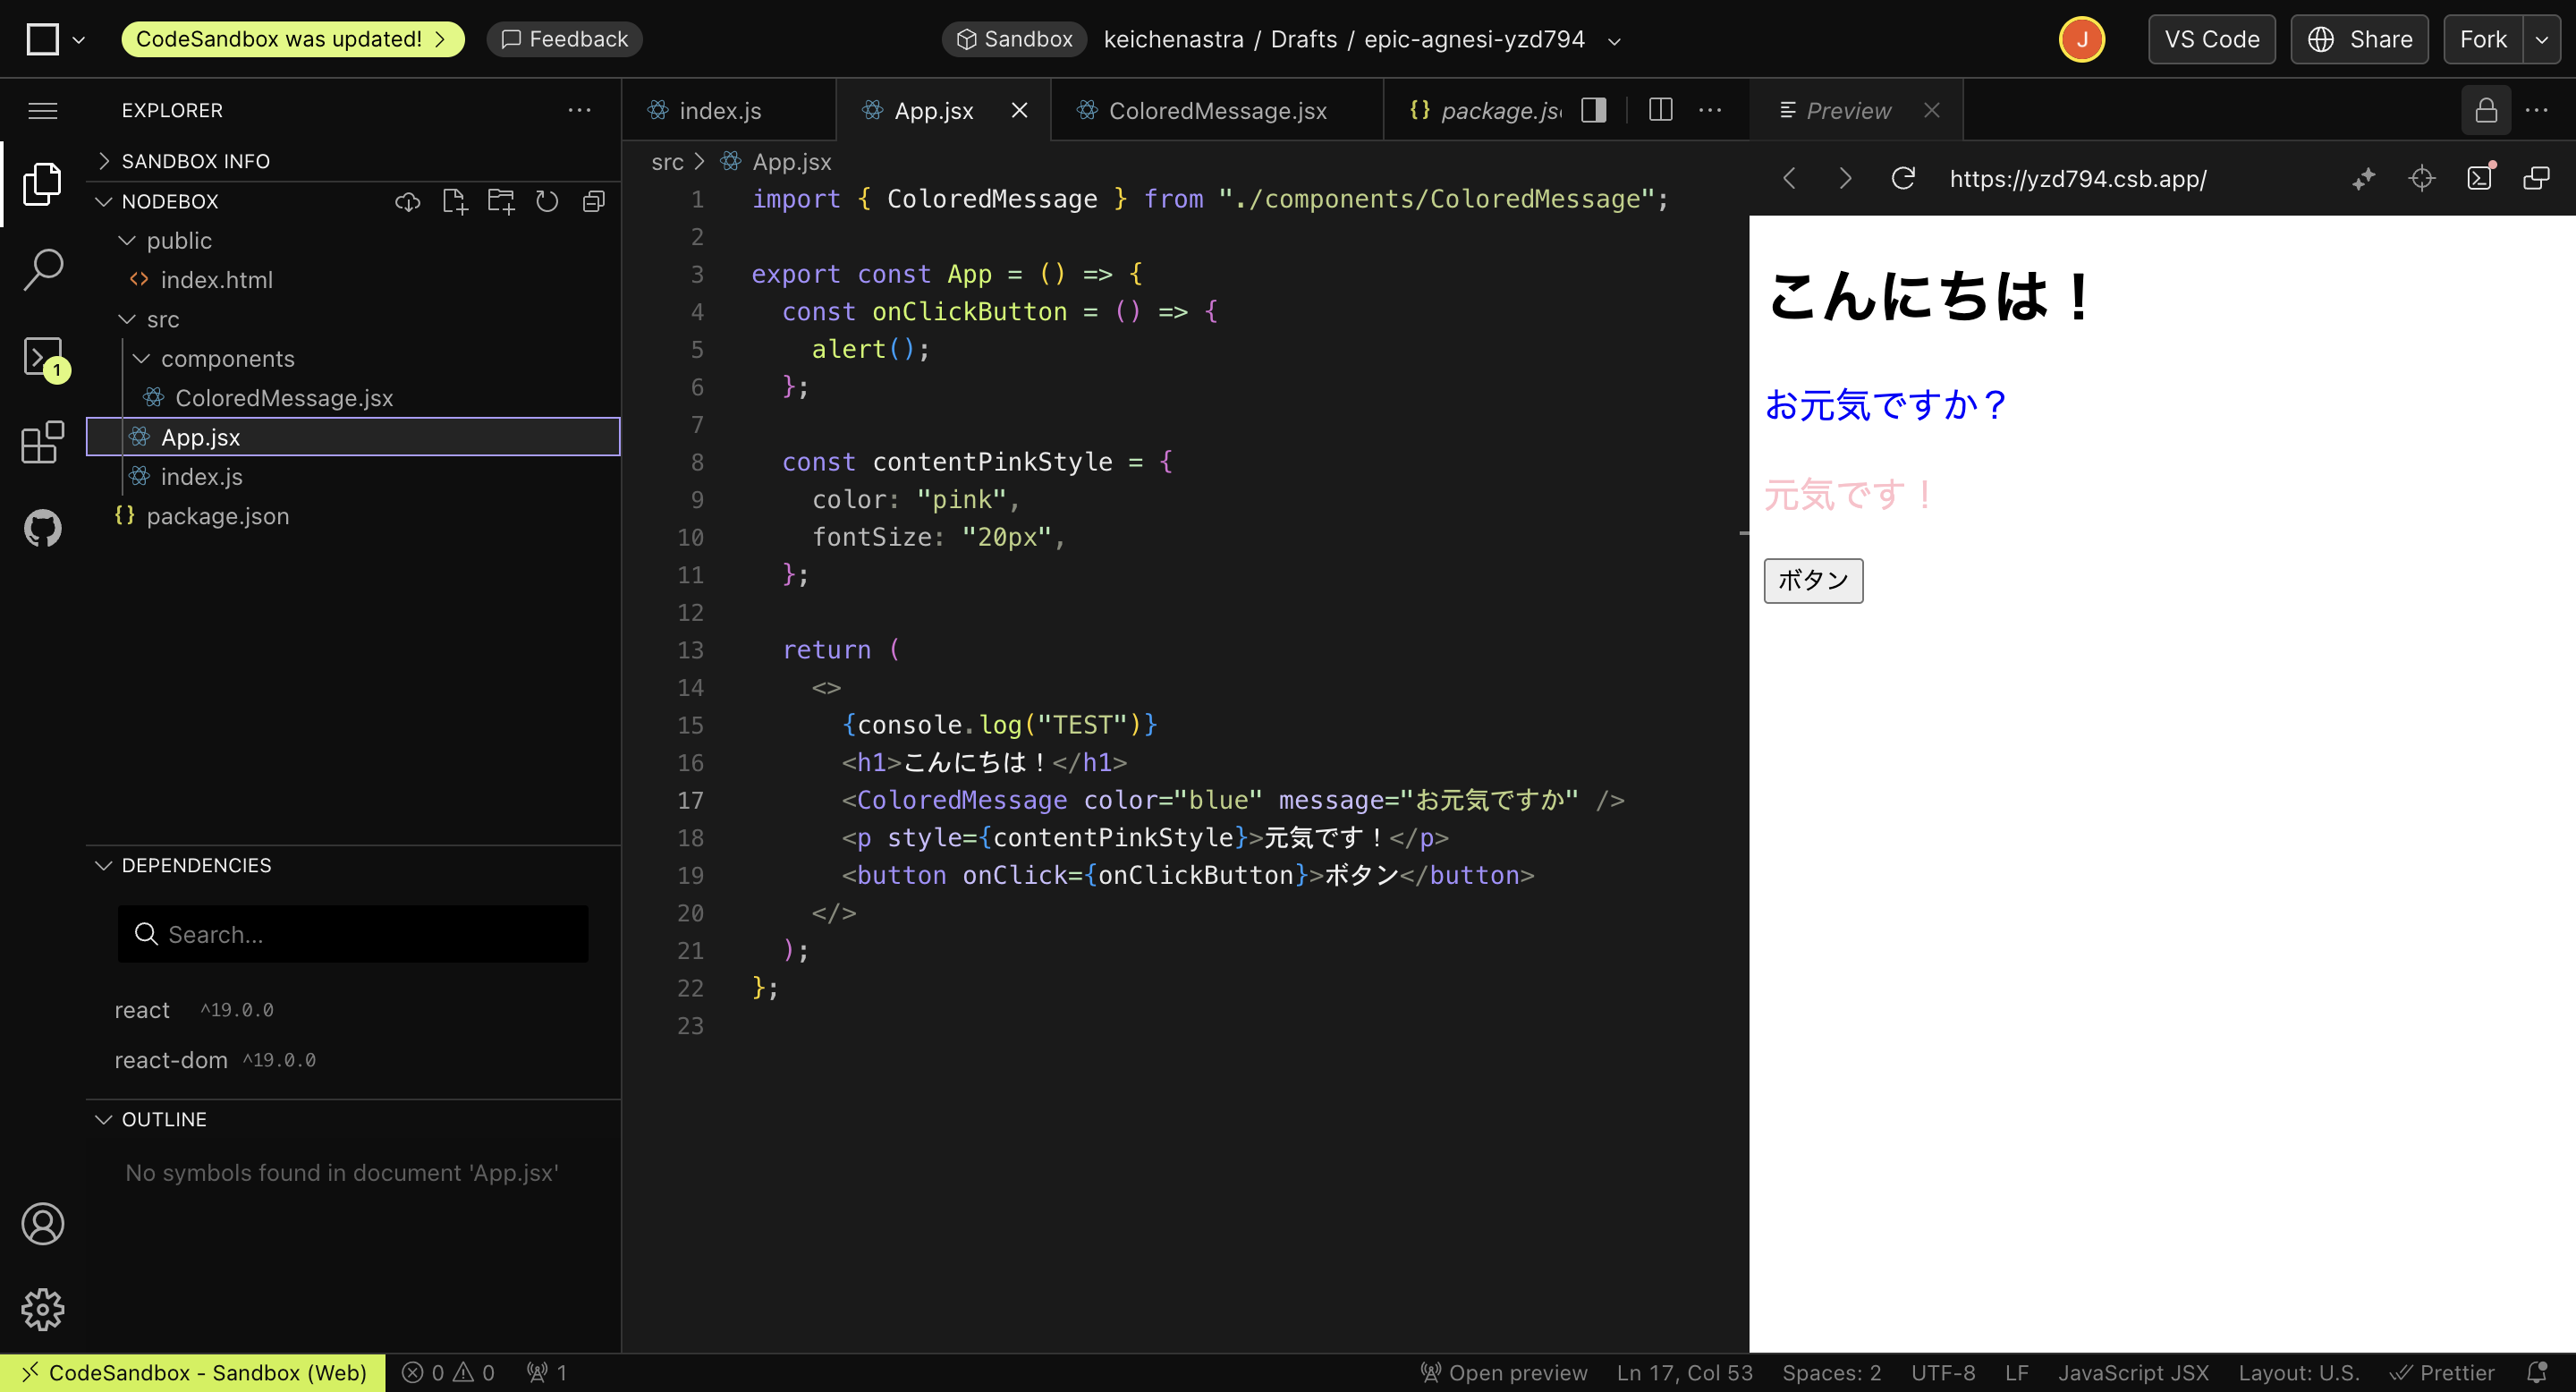 CodeSandbox was updated!
Feedback
Sandbox
keichenastra / Drafts / epic-agnesi-yzd794
J
VS Code
Share
Fork
EXPLORER
SANDBOX INFO
NODEBOX
public
<> index.html
src
components
ColoredMessage.jsx
App.jsx
index.js
{} package.json
1
DEPENDENCIES
Search...
react ^19.0.0
react-dom ^19.0.0
OUTLINE
No symbols found in document 'App.jsx'
index.js
App.jsx
ColoredMessage.jsx
{} package.js
src > App.jsx
1 import { ColoredMessage } from "./components/ColoredMessage";
2
3 export const App = () => {
4 const onClickButton = () => {
5 alert();
6 };
7
8 const contentPinkStyle = {
9 color: "pink",
10 fontSize: "20px",
11 };
12
13 return (
14 <>
15 {console.log("TEST")}
16 <h1>こんにちは！</h1>
17 <ColoredMessage color="blue" message="お元気ですか" />
18 <p style={contentPinkStyle}>元気です！</p>
19 <button onClick={onClickButton}>ボタン</button>
20 </>
21 );
22 };
23
Preview
https://yzd794.csb.app/
こんにちは！
お元気ですか？
元気です！
ボタン
CodeSandbox - Sandbox (Web)
0
0
1
Open preview
Ln 17, Col 53
Spaces: 2
UTF-8
LF
JavaScript JSX
Layout: U.S.
Prettier